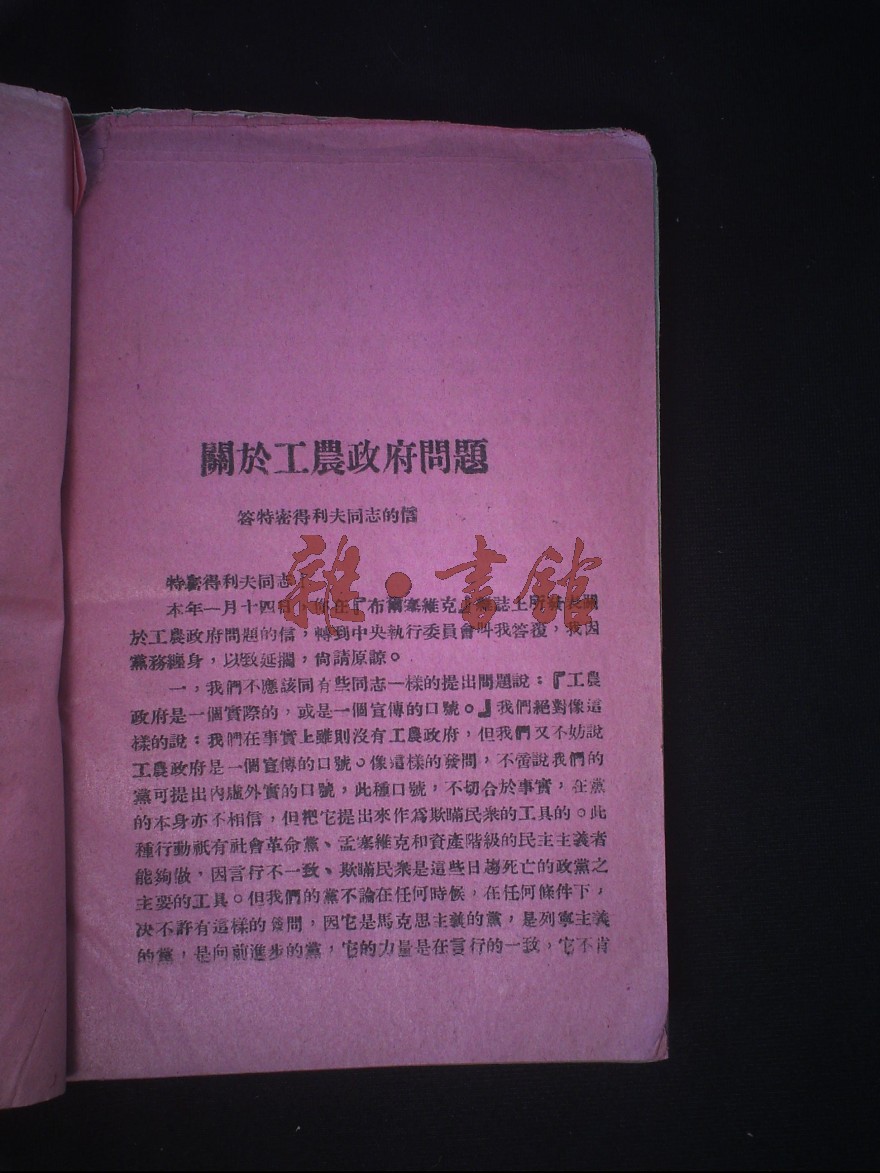 關於工農政府問題
答特密得利夫同志的信
特密得利夫同志：
本年一月十四日，你在『布爾塞維克』雜誌上所發表關
於工農政府問題的信，轉到中央執行委員會叫我答覆，我因
黨務纏身，以致延擱，尙請原諒。
一，我們不應該同有些同志一樣的提出問題說：『工農
政府是一個實際的，或是一個宣傳的口號。』我們絕對像這
樣的說：我們在事實上雖則沒有工農政府，但我們又不妨說
工農政府是一個宣傳的口號。像這樣的發問，不啻說我們的
黨可提出內虛外實的口號，此種口號，不切合於事實，在黨
的本身亦不相信，但把它提出來作爲欺瞞民衆的工具的。此
種行動祇有社會革命黨、孟塞維克和資產階級的民主主義者
能夠做，因言行不一致、欺瞞民衆是這些日趨死亡的政黨之
主要的工具。但我們的黨不論在任何時候，在任何條件下，
决不許有這樣的發問，因它是馬克思主義的黨，是列寧主義
的黨，是向前進步的黨，它的力量是在言行的一致，它不肯
雜·書館